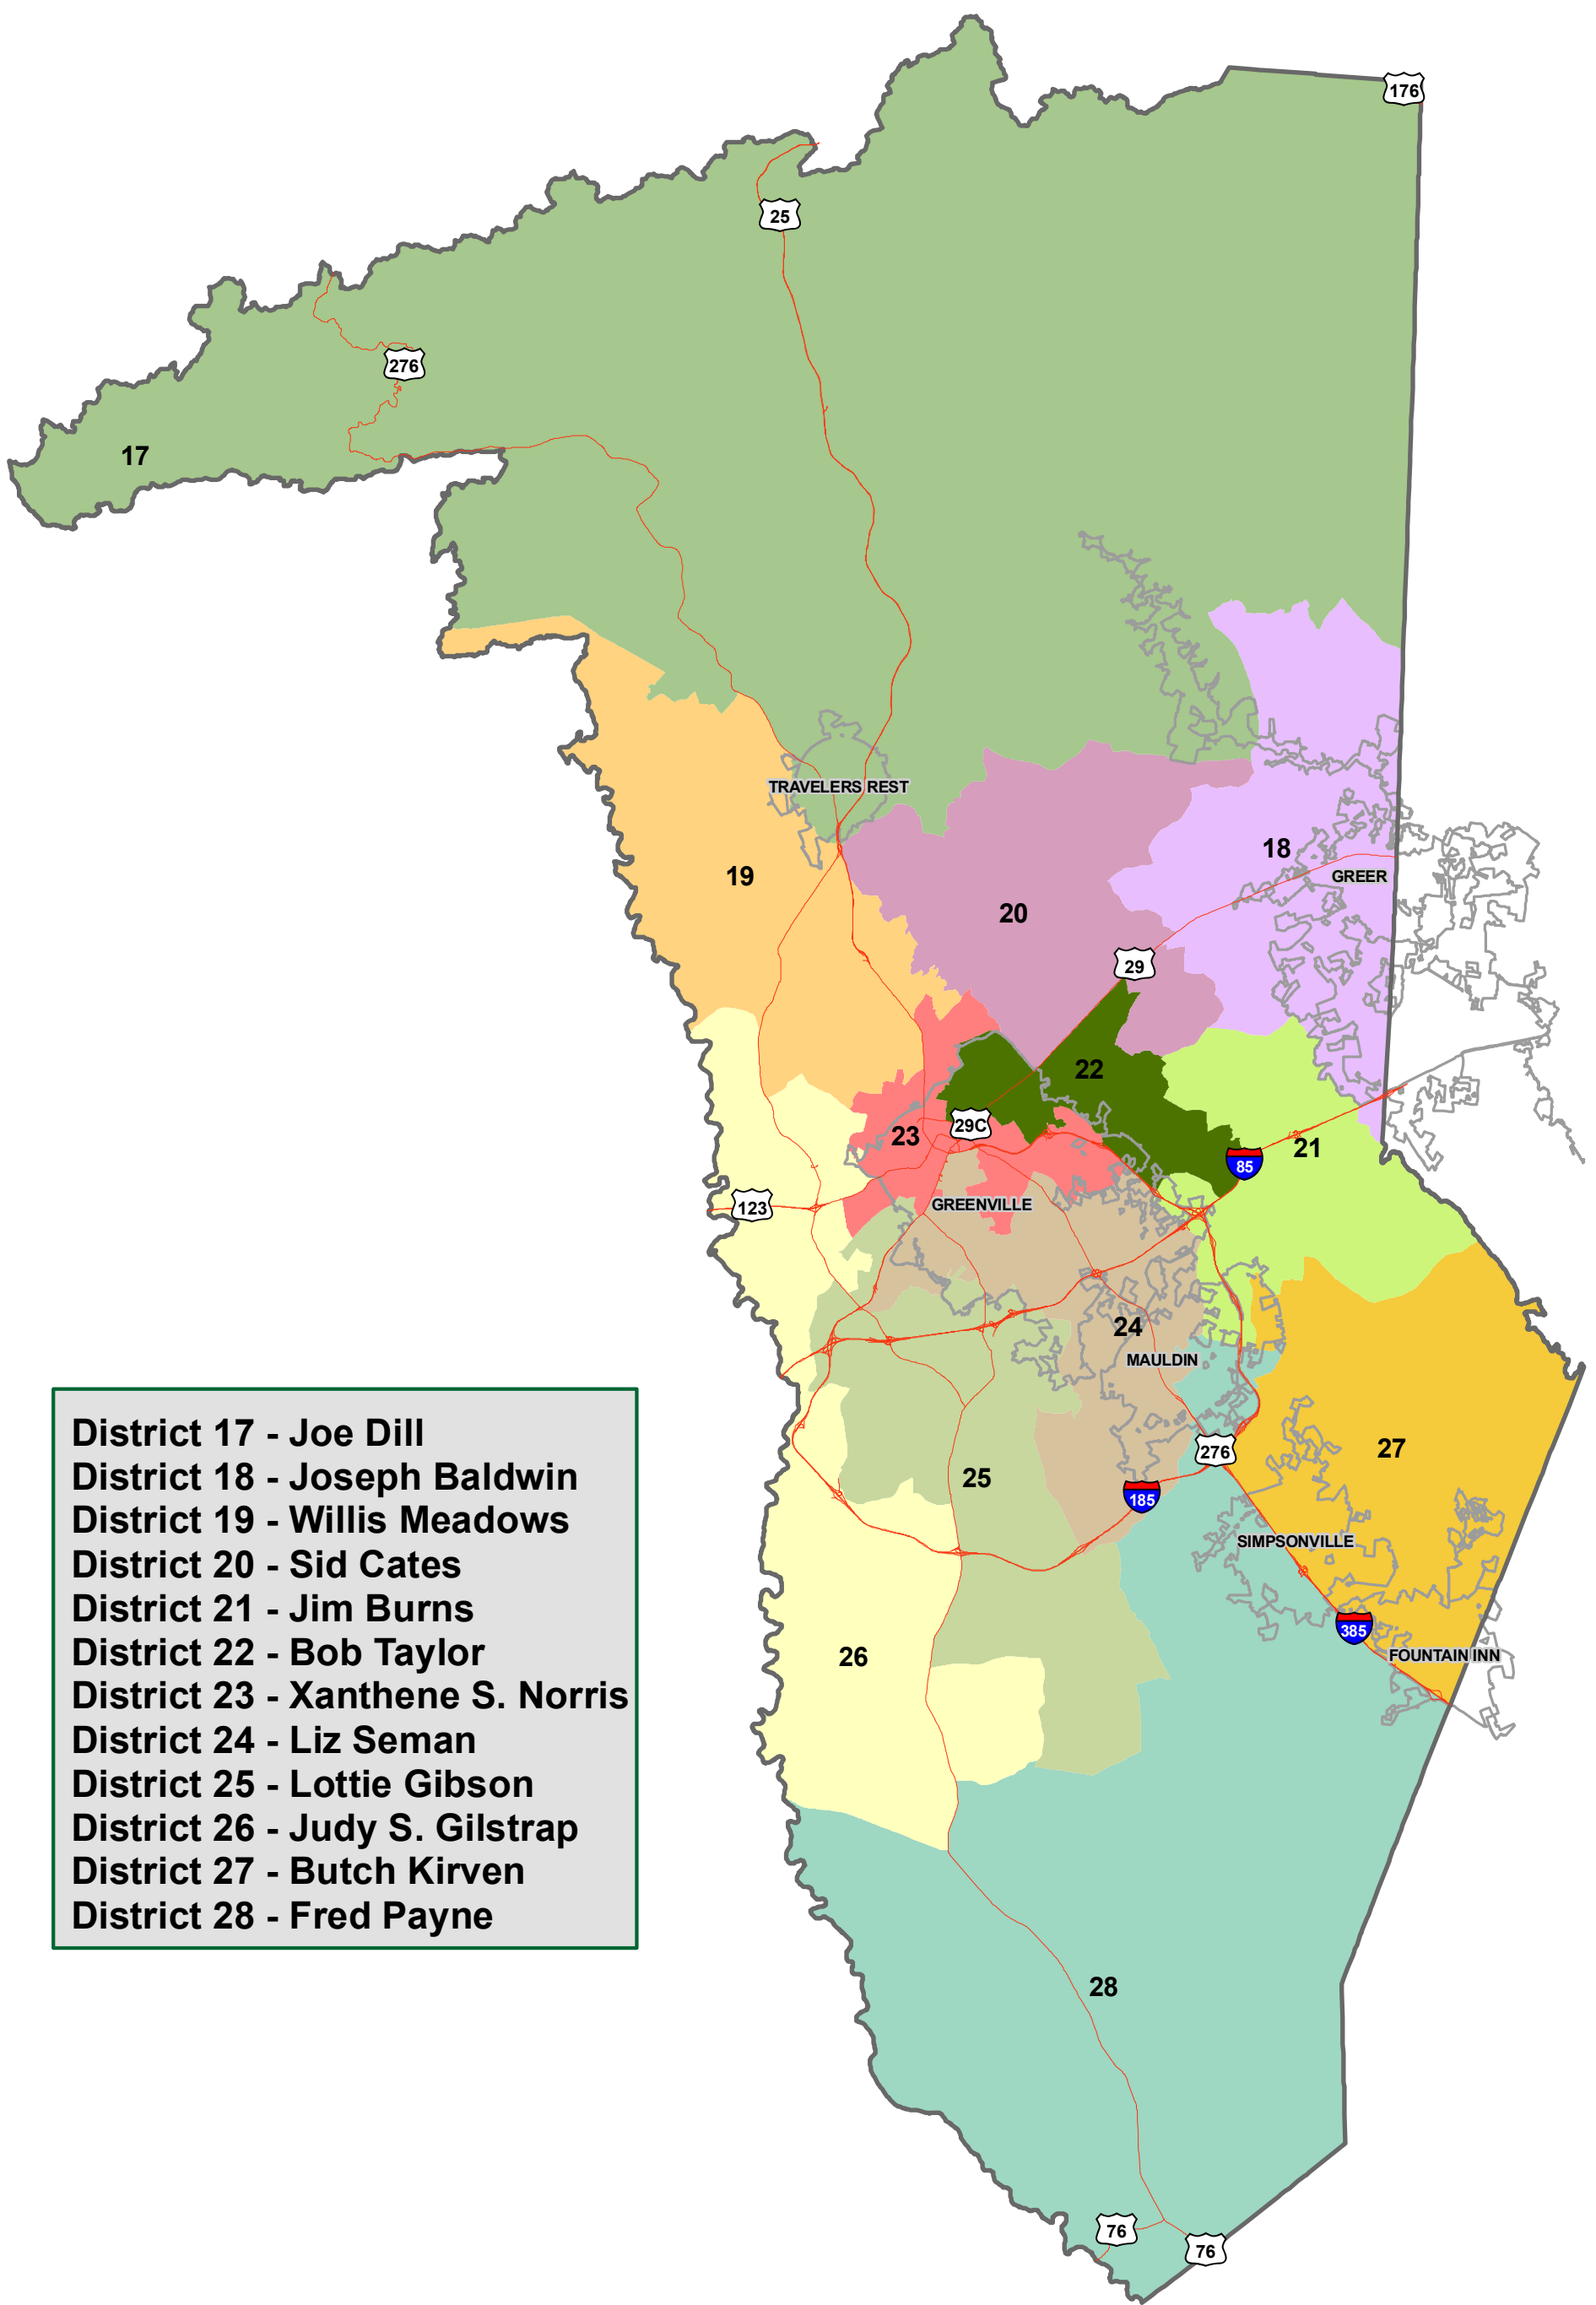 176
25
276
17
TRAVELERS REST
18
19
GREER
20
29
22
29C
23
21
85
GREENVILLE
123
24
MAULDIN
District 17 - Joe Dill
District 18 - Joseph Baldwin
District 19 - Willis Meadows
District 20 - Sid Cates
District 21 - Jim Burns
District 22 - Bob Taylor
District 23 - Xanthene S. Norris
District 24 - Liz Seman
District 25 - Lottie Gibson
District 26 - Judy S. Gilstrap
District 27 - Butch Kirven
District 28 - Fred Payne
276
27
25
185
SIMPSONVILLE
385
26
FOUNTAIN INN
28
76
76